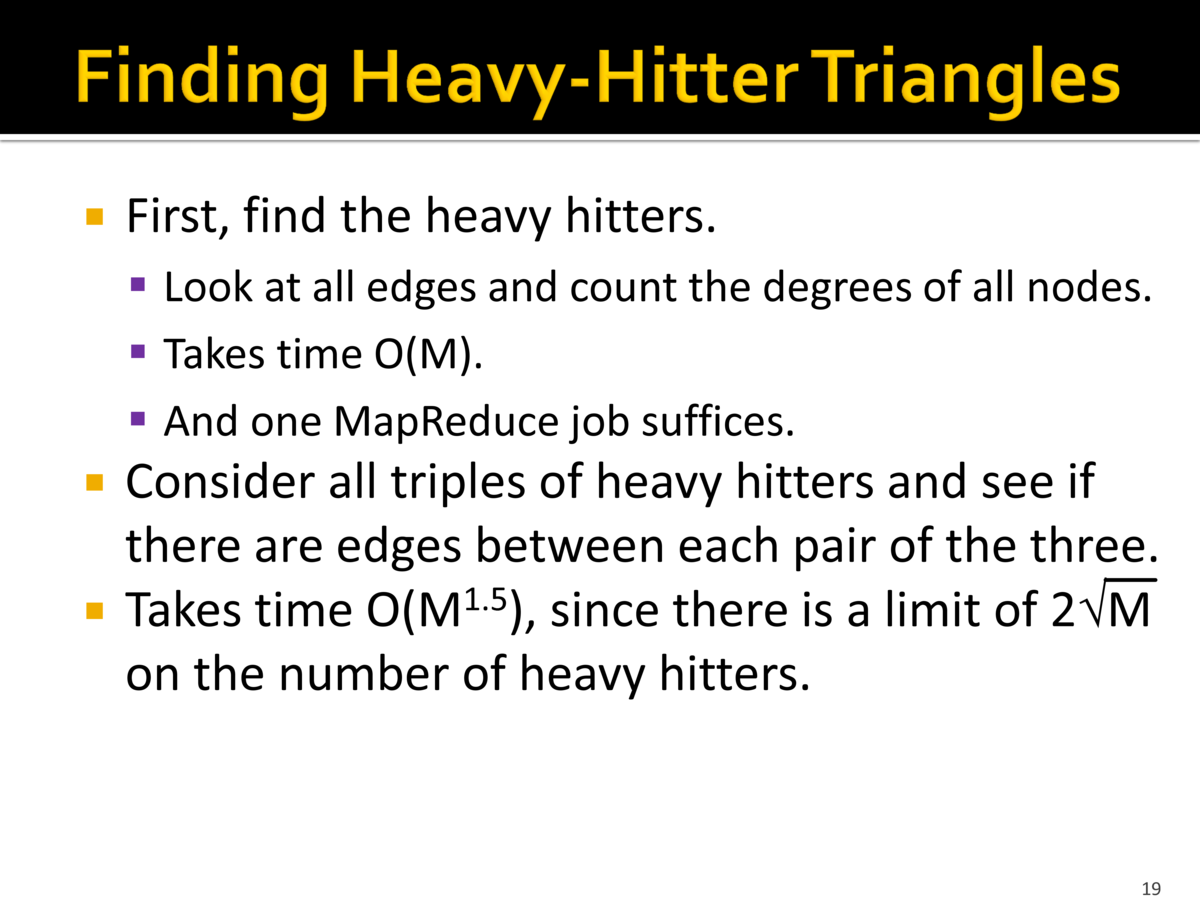 Finding Heavy-Hitter Triangles
First, find the heavy hitters.
Look at all edges and count the degrees of all nodes.
Takes time O(M).
And one MapReduce job suffices.
Consider all triples of heavy hitters and see if
there are edges between each pair of the three.
Takes time O(M^1.5), since there is a limit of 2√M
on the number of heavy hitters.
19